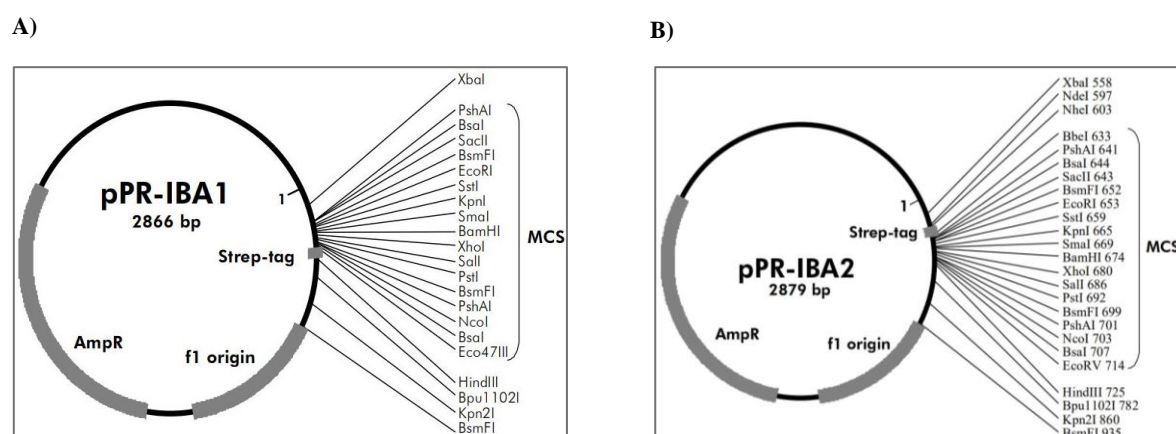 A)
XbaI
PshAI
BsaI
SacII
BsmFI
EcoRI
SstI
KpnI
SmaI
BamHI
XhoI
SalI
PstI
BsmFI
PshAI
NcoI
BsaI
Eco47III
MCS
HindIII
Bpu1102I
Kpn2I
BsmFI
1
pPR-IBA1
2866 bp
Strep-tag
AmpR
f1 origin
B)
XbaI 558
NdeI 597
NheI 603
BbeI 633
PshAI 641
BsaI 644
SacII 643
BsmFI 652
EcoRI 653
SstI 659
KpnI 665
SmaI 669
BamHI 674
XhoI 680
SalI 686
PstI 692
BsmFI 699
PshAI 701
NcoI 703
BsaI 707
EcoRV 714
MCS
HindIII 725
Bpu1102I 782
Kpn2I 860
BsmFI 935
1
Strep-tag
pPR-IBA2
2879 bp
AmpR
f1 origin